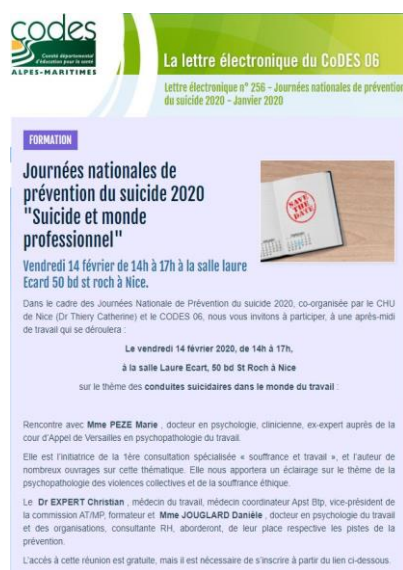 codes
Comité départemental
d'éducation pour la santé
ALPES-MARITIMES
La lettre électronique du CoDES 06
Lettre électronique n° 256 - Journées nationales de prévention
du suicide 2020 - Janvier 2020
FORMATION
Journées nationales de
prévention du suicide 2020
"Suicide et monde
professionnel"
SAVE THE DATE
Vendredi 14 février de 14h à 17h à la salle laure
Ecard 50 bd st roch à Nice.
Dans le cadre des Journées Nationale de Prévention du suicide 2020, co-organisée par le CHU
de Nice (Dr Thiery Catherine) et le CODES 06, nous vous invitons à participer, à une après-midi
de travail qui se déroulera :
Le vendredi 14 février 2020, de 14h à 17h,
à la salle Laure Ecart, 50 bd St Roch à Nice
sur le thème des conduites suicidaires dans le monde du travail :
Rencontre avec Mme PEZE Marie , docteur en psychologie, clinicienne, ex-expert auprès de la
cour d'Appel de Versailles en psychopathologie du travail.
Elle est l'initiatrice de la 1ère consultation spécialisée « souffrance et travail », et l'auteur de
nombreux ouvrages sur cette thématique. Elle nous apportera un éclairage sur le thème de la
psychopathologie des violences collectives et de la souffrance éthique.
Le Dr EXPERT Christian , médecin du travail, médecin coordinateur Apst Btp, vice-président de
la commission AT/MP, formateur et Mme JOUGLARD Danièle , docteur en psychologie du travail
et des organisations, consultante RH, aborderont, de leur place respective les pistes de la
prévention.
L'accès à cette réunion est gratuite, mais il est nécessaire de s'inscrire à partir du lien ci-dessous.